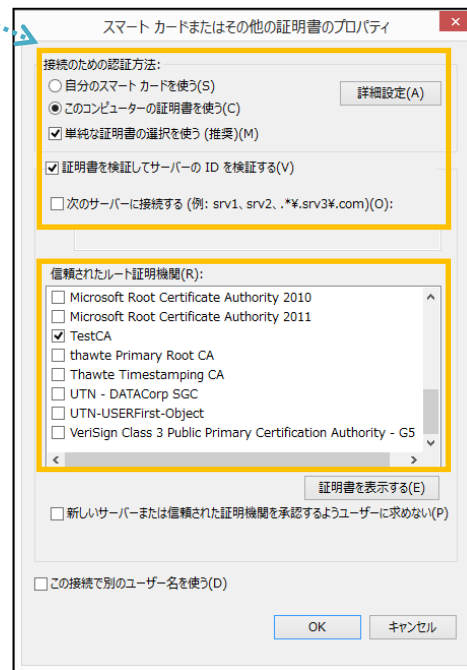 スマート カードまたはその他の証明書のプロパティ
接続のための認証方法:
自分のスマート カードを使う(S)
詳細設定(A)
このコンピューターの証明書を使う(C)
単純な証明書の選択を使う (推奨)(M)
証明書を検証してサーバーの ID を検証する(V)
次のサーバーに接続する (例: srv1、srv2、.*¥.srv3¥.com)(O):
信頼されたルート証明機関(R):
Microsoft Root Certificate Authority 2010
Microsoft Root Certificate Authority 2011
TestCA
thawte Primary Root CA
Thawte Timestamping CA
UTN - DATACorp SGC
UTN-USERFirst-Object
VeriSign Class 3 Public Primary Certification Authority - G5
証明書を表示する(E)
新しいサーバーまたは信頼された証明機関を承認するようユーザーに求めない(P)
この接続で別のユーザー名を使う(D)
OK
キャンセル